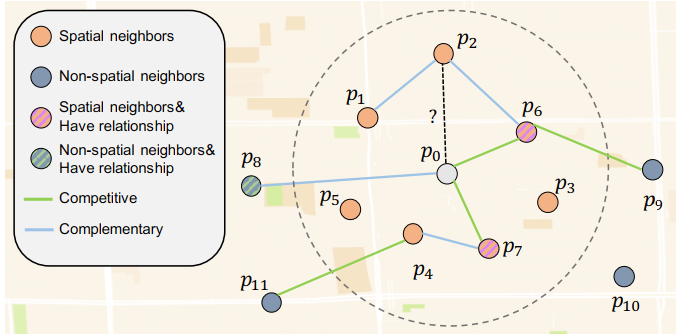 Spatial neighbors
Non-spatial neighbors
Spatial neighbors&
Have relationship
Non-spatial neighbors&
Have relationship
Competitive
Complementary
p2
p1
p6
?
p0
p8
p5
p3
p9
p7
p4
p11
p10